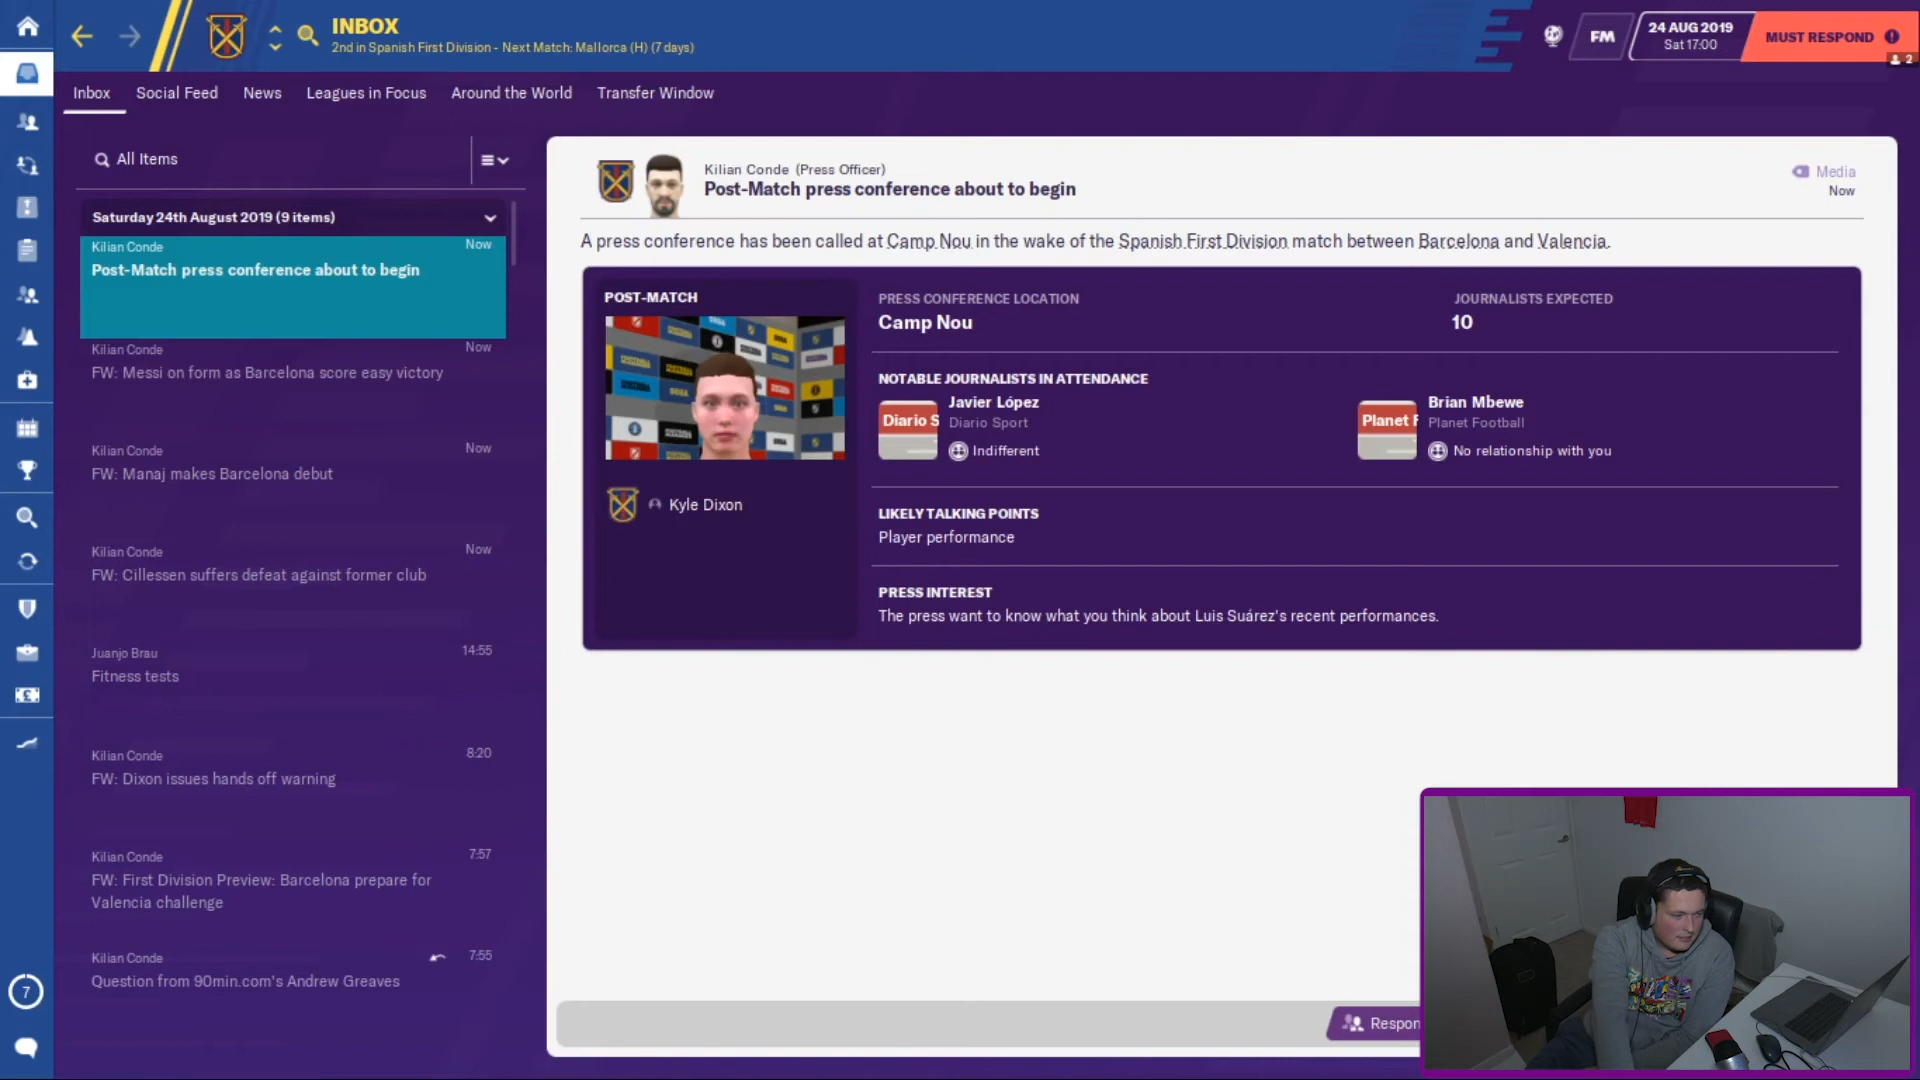 INBOX
2nd in Spanish First Division - Next Match: Mallorca (H) (7 days)
FM
24 AUG 2019
Sat 17:00
MUST RESPOND
2
Inbox
Social Feed
News
Leagues in Focus
Around the World
Transfer Window
All Items
Saturday 24th August 2019 (9 items)
Kilian Conde
Now
Post-Match press conference about to begin
Kilian Conde
Now
FW: Messi on form as Barcelona score easy victory
Kilian Conde
Now
FW: Manaj makes Barcelona debut
Kilian Conde
Now
FW: Cillessen suffers defeat against former club
Juanjo Brau
14:55
Fitness tests
Kilian Conde
8:20
FW: Dixon issues hands off warning
Kilian Conde
7:57
FW: First Division Preview: Barcelona prepare for
Valencia challenge
Kilian Conde
7:55
Question from 90min.com's Andrew Greaves
7
Kilian Conde (Press Officer)
Post-Match press conference about to begin
Media
Now
A press conference has been called at Camp Nou in the wake of the Spanish First Division match between Barcelona and Valencia.
POST-MATCH
Kyle Dixon
PRESS CONFERENCE LOCATION
Camp Nou
JOURNALISTS EXPECTED
10
NOTABLE JOURNALISTS IN ATTENDANCE
Diario S
Javier López
Diario Sport
Indifferent
Planet F
Brian Mbewe
Planet Football
No relationship with you
LIKELY TALKING POINTS
Player performance
PRESS INTEREST
The press want to know what you think about Luis Suárez's recent performances.
Respon